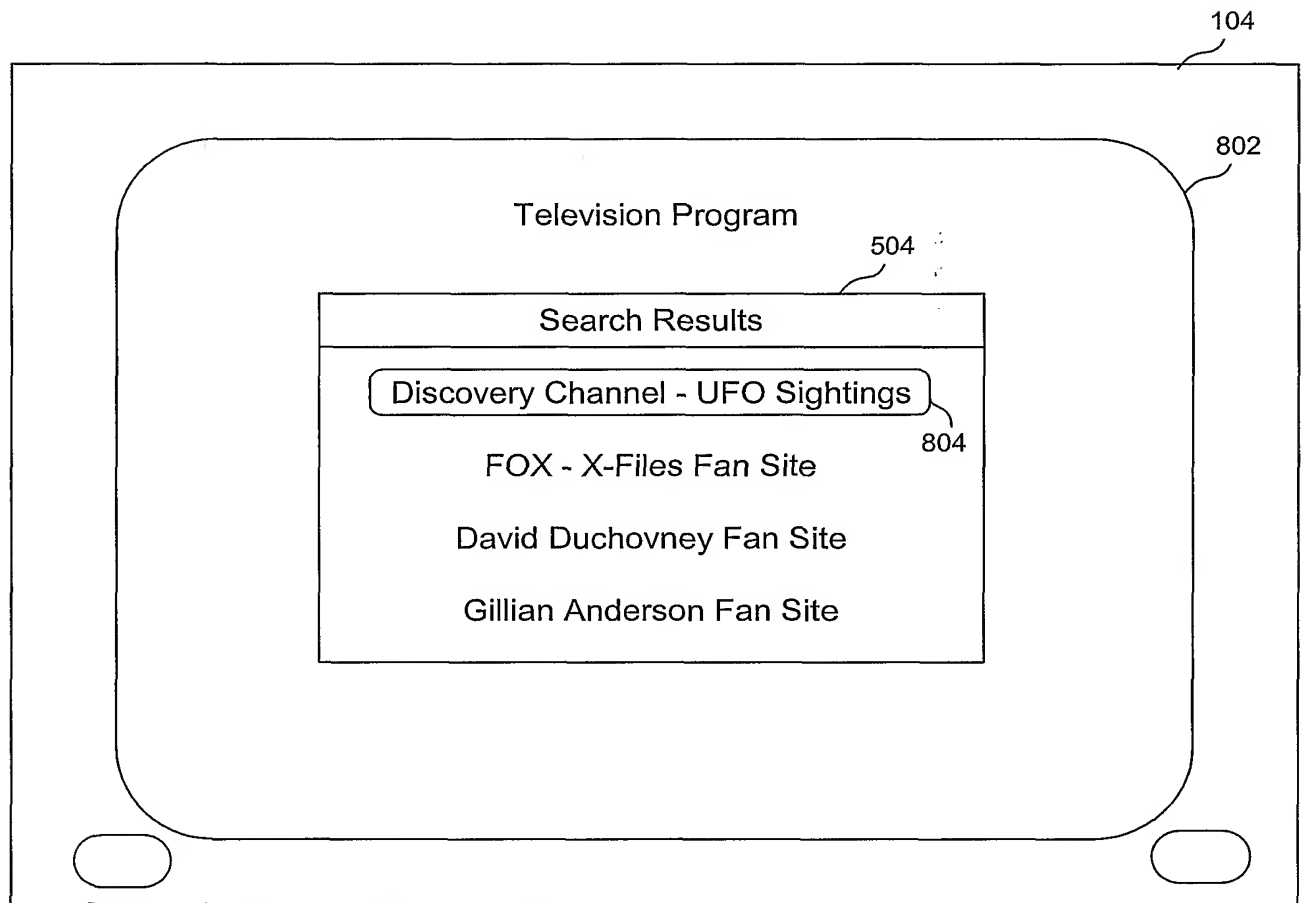 104
802
Television Program
504
Search Results
Discovery Channel - UFO Sightings
804
FOX - X-Files Fan Site
David Duchovney Fan Site
Gillian Anderson Fan Site